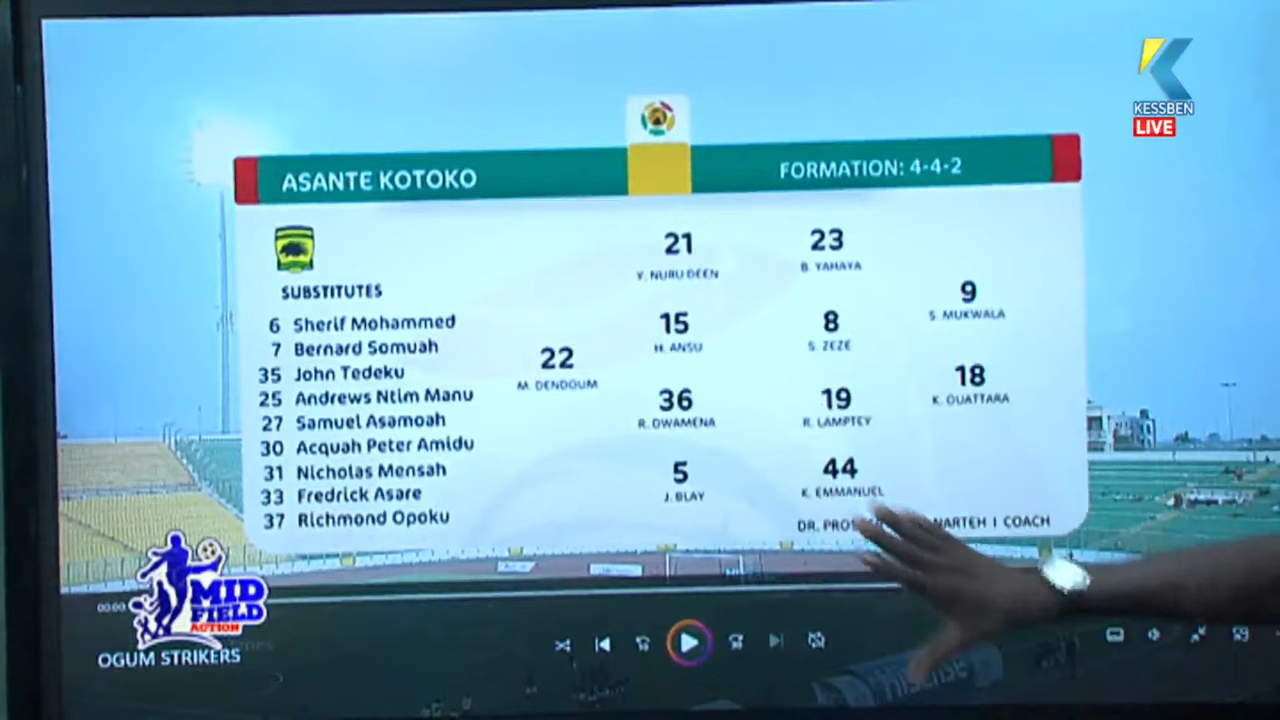 KESSBEN
LIVE
ASANTE KOTOKO
FORMATION: 4-4-2
SUBSTITUTES
6 Sherif Mohammed
7 Bernard Somuah
35 John Tedeku
25 Andrews Ntim Manu
27 Samuel Asamoah
30 Acquah Peter Amidu
31 Nicholas Mensah
33 Fredrick Asare
37 Richmond Opoku
22
M. DENDOUM
21
Y. NURU DEEN
15
H. ANSU
36
R. DWAMENA
5
J. BLAY
23
B. YAHAYA
8
S. ZEZE
19
R. LAMPTEY
44
K. EMMANUEL
9
S. MUKWALA
18
K. OUATTARA
DR. NARTEH | COACH
00:00
MID
FIELD
ACTION
OGUM STRIKERS